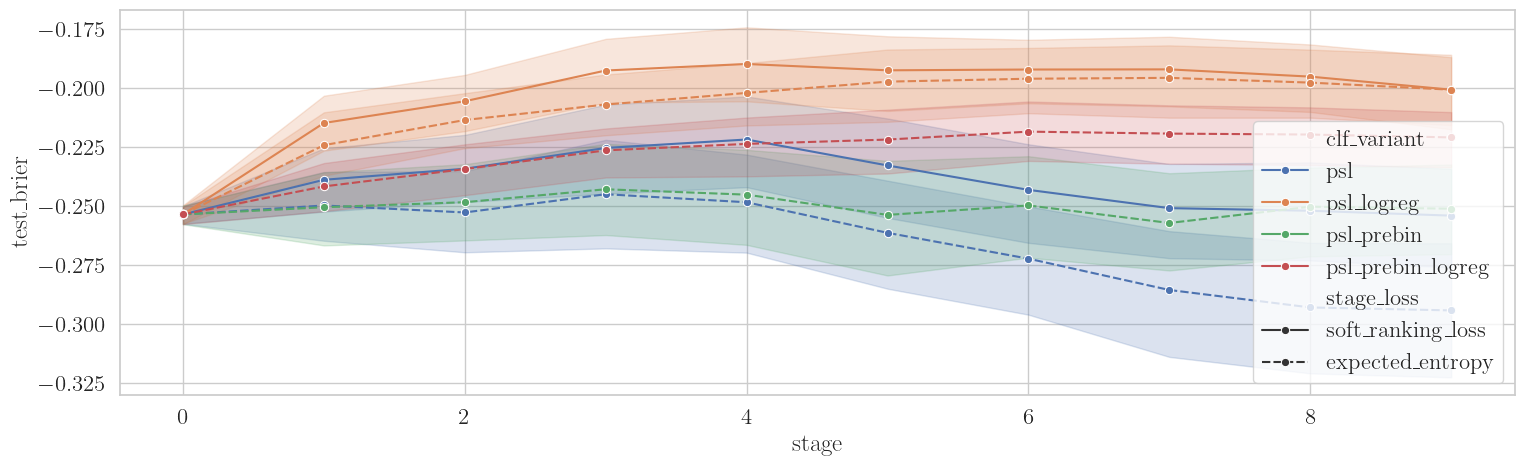 −0.175
−0.200
−0.225
−0.250
−0.275
−0.300
−0.325
test_brier
0 2 4 6 8
stage
clf_variant
psl
psl_logreg
psl_prebin
psl_prebin_logreg
stage_loss
soft_ranking_loss
expected_entropy